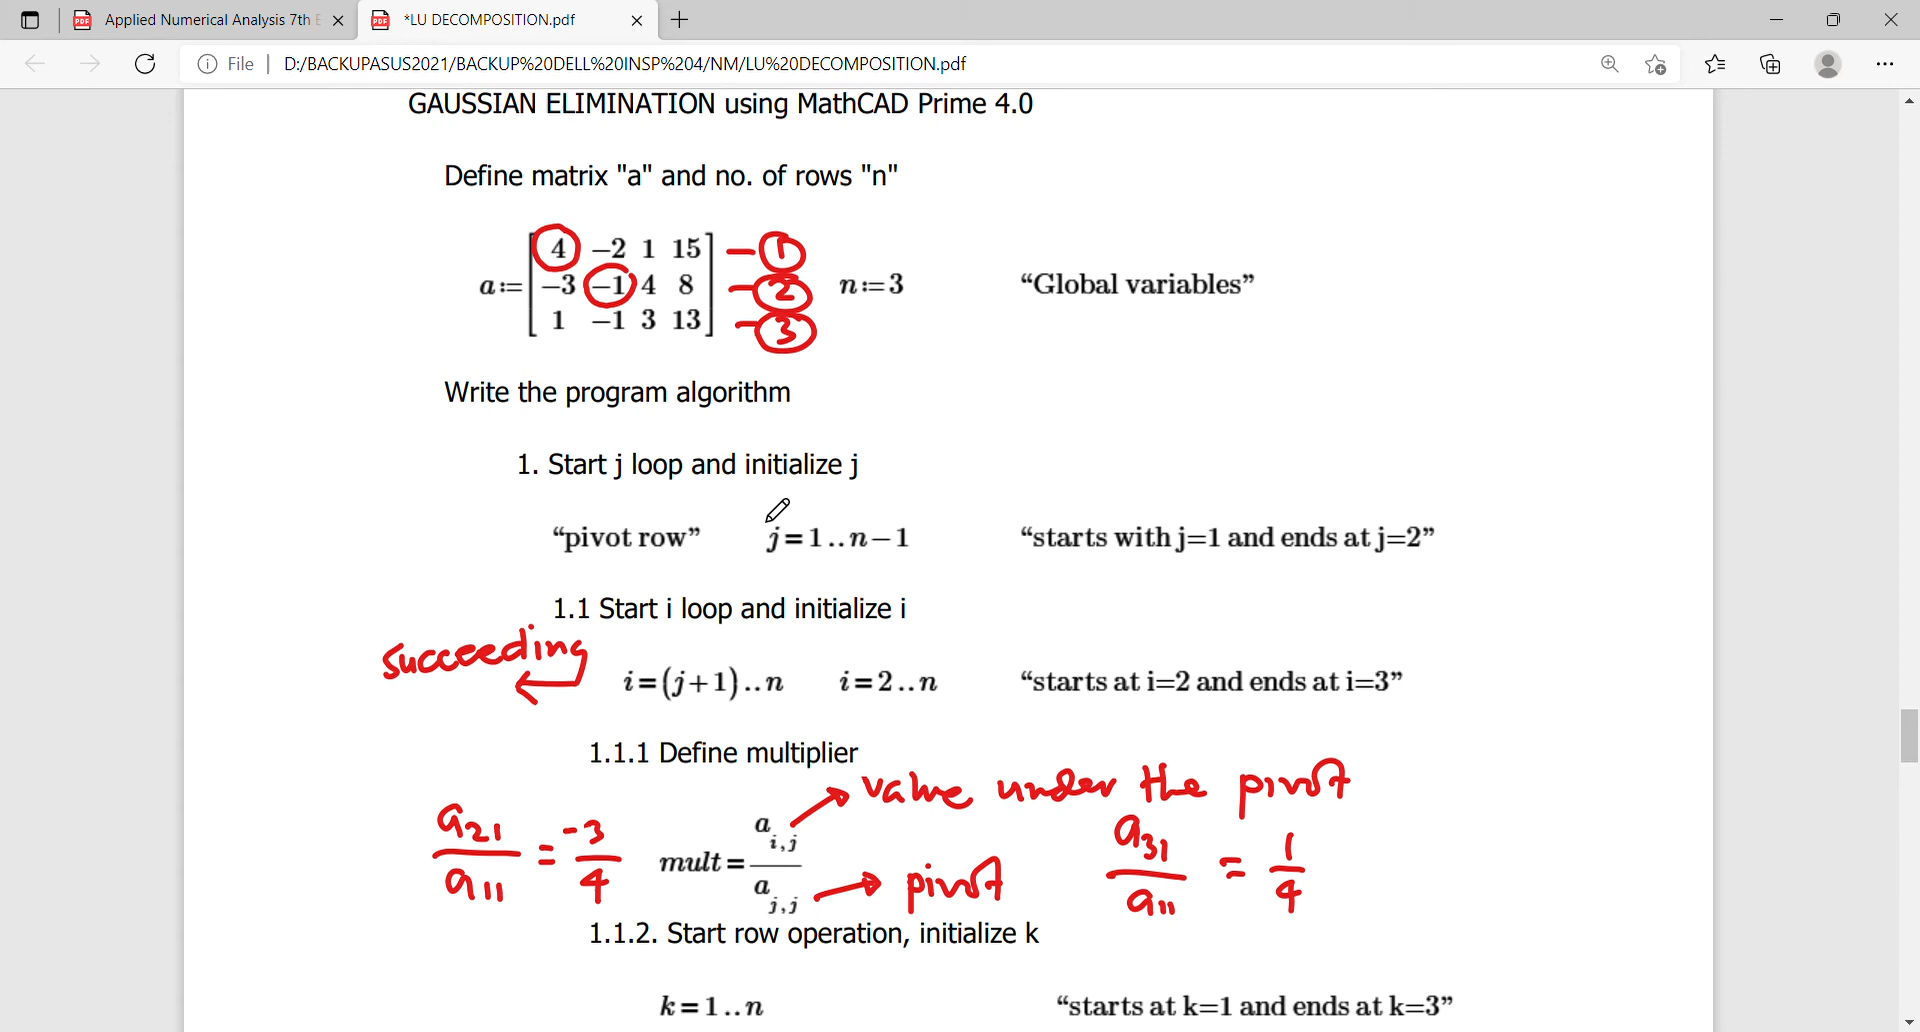 Applied Numerical Analysis 7th E
*LU DECOMPOSITION.pdf
File | D:/BACKUPASUS2021/BACKUP%20DELL%20INSP%204/NM/LU%20DECOMPOSITION.pdf
GAUSSIAN ELIMINATION using MathCAD Prime 4.0
Define matrix "a" and no. of rows "n"
4 −2 1 15 – 1
a:= −3 −1 4 8 – 2 n:=3 “Global variables”
1 −1 3 13 – 3
Write the program algorithm
1. Start j loop and initialize j
“pivot row” j=1..n−1 “starts with j=1 and ends at j=2”
1.1 Start i loop and initialize i
succeeding
i=(j+1)..n i=2..n “starts at i=2 and ends at i=3”
1.1.1 Define multiplier
value under the pivot
a21/a11 = -3/4 mult = a i,j / a j,j pivot a31/a11 = 1/4
1.1.2. Start row operation, initialize k
k=1..n “starts at k=1 and ends at k=3”